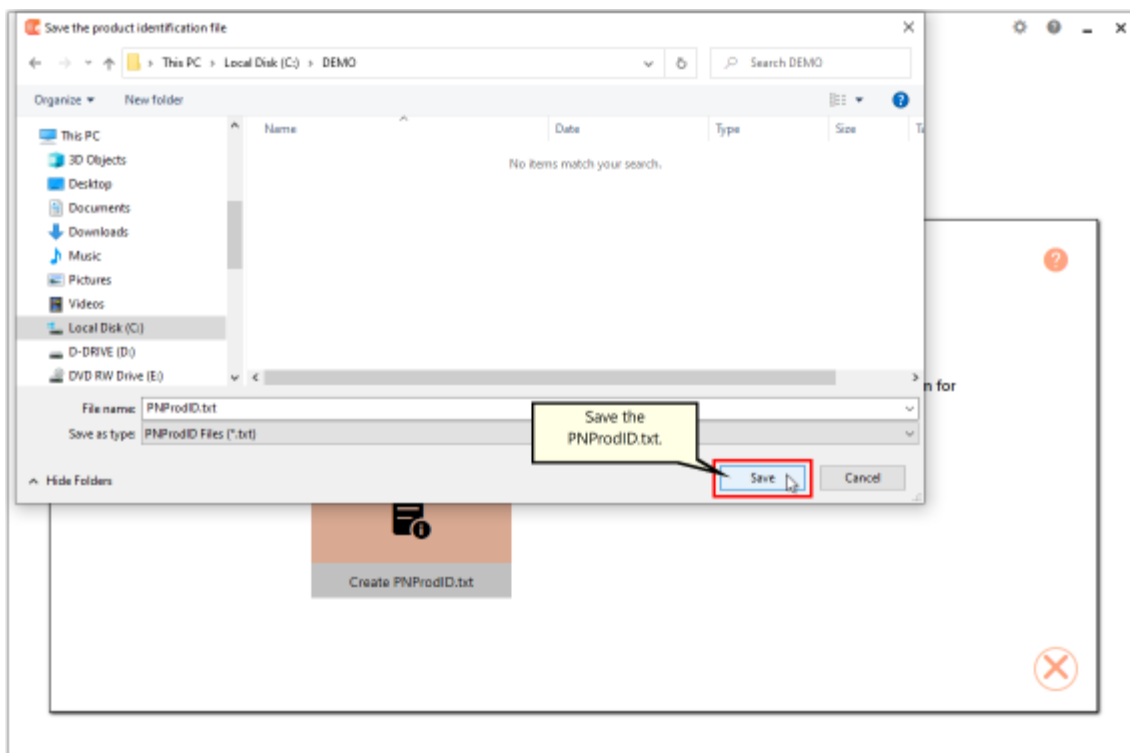 Save the product identification file
This PC › Local Disk (C:) › DEMO
Search DEMO
Organize
New folder
Name
Date
Type
Size
This PC
3D Objects
Desktop
Documents
Downloads
Music
Pictures
Videos
Local Disk (C:)
D-DRIVE (D:)
DVD RW Drive (E:)
No items match your search.
n for
File name: PNProdID.txt
Save as type: PNProdID Files (*.txt)
Save the
PNProdID.txt.
Hide Folders
Save
Cancel
Create PNProdID.txt